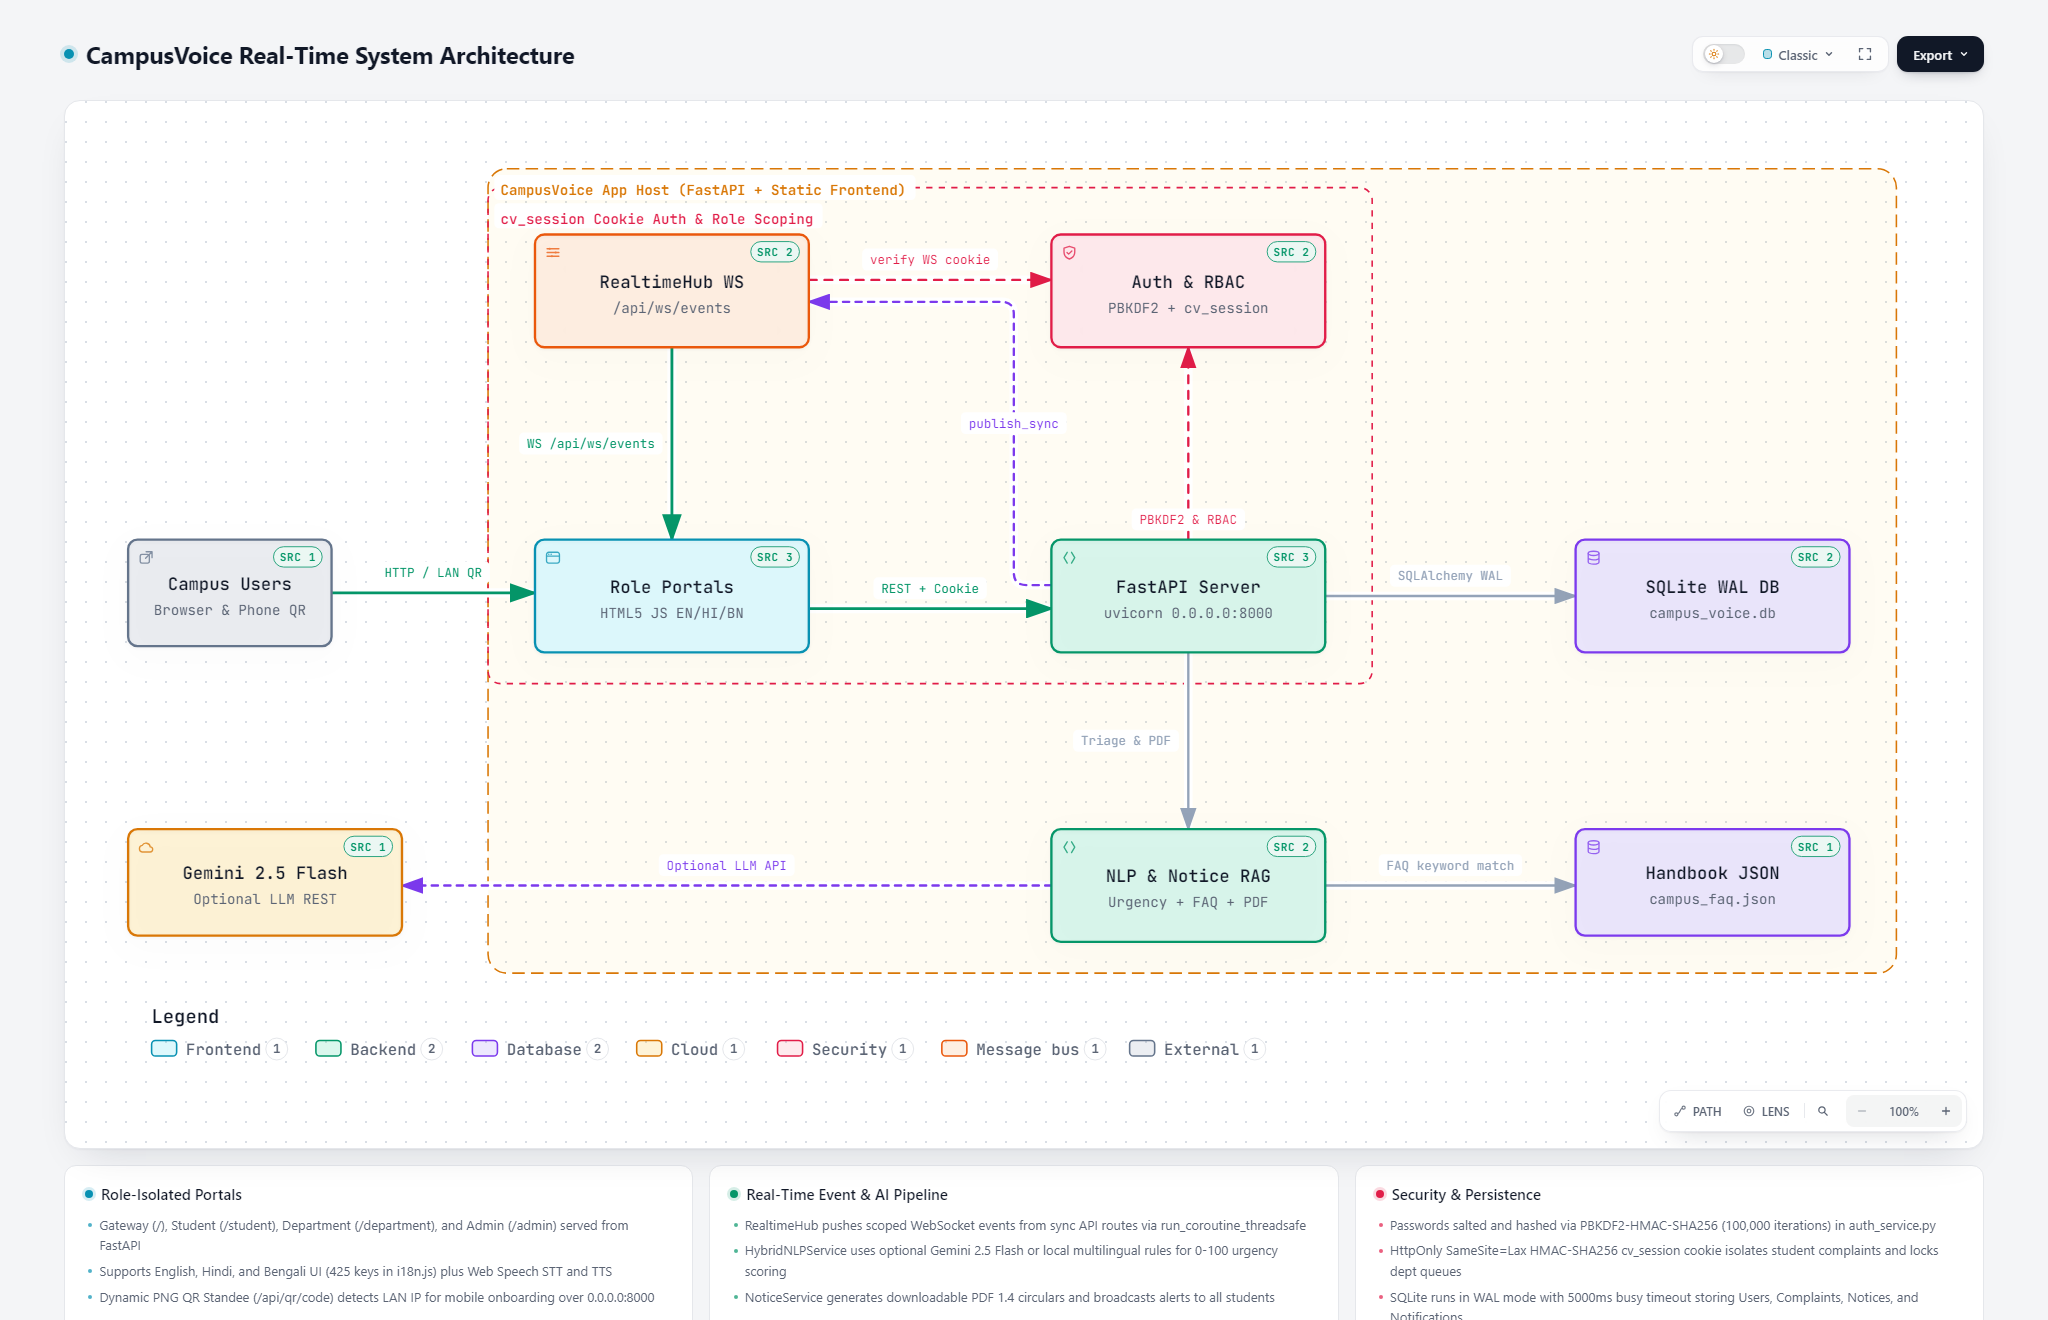 CampusVoice Real-Time System Architecture
Classic
Export
CampusVoice App Host (FastAPI + Static Frontend)
cv_session Cookie Auth & Role Scoping
SRC 2
RealtimeHub WS
/api/ws/events
verify WS cookie
SRC 2
Auth & RBAC
PBKDF2 + cv_session
publish_sync
WS /api/ws/events
PBKDF2 & RBAC
SRC 1
Campus Users
Browser & Phone QR
HTTP / LAN QR
SRC 3
Role Portals
HTML5 JS EN/HI/BN
REST + Cookie
SRC 3
FastAPI Server
uvicorn 0.0.0.0:8000
SQLAlchemy WAL
SRC 2
SQLite WAL DB
campus_voice.db
Triage & PDF
SRC 1
Gemini 2.5 Flash
Optional LLM REST
Optional LLM API
SRC 2
NLP & Notice RAG
Urgency + FAQ + PDF
FAQ keyword match
SRC 1
Handbook JSON
campus_faq.json
Legend
Frontend 1
Backend 2
Database 2
Cloud 1
Security 1
Message bus 1
External 1
PATH
LENS
− 100% +
Role-Isolated Portals
• Gateway (/), Student (/student), Department (/department), and Admin (/admin) served from
FastAPI
• Supports English, Hindi, and Bengali UI (425 keys in i18n.js) plus Web Speech STT and TTS
• Dynamic PNG QR Standee (/api/qr/code) detects LAN IP for mobile onboarding over 0.0.0.0:8000
Real-Time Event & AI Pipeline
• RealtimeHub pushes scoped WebSocket events from sync API routes via run_coroutine_threadsafe
• HybridNLPService uses optional Gemini 2.5 Flash or local multilingual rules for 0-100 urgency
scoring
• NoticeService generates downloadable PDF 1.4 circulars and broadcasts alerts to all students
Security & Persistence
• Passwords salted and hashed via PBKDF2-HMAC-SHA256 (100,000 iterations) in auth_service.py
• HttpOnly SameSite=Lax HMAC-SHA256 cv_session cookie isolates student complaints and locks
dept queues
• SQLite runs in WAL mode with 5000ms busy timeout storing Users, Complaints, Notices, and
Notifications